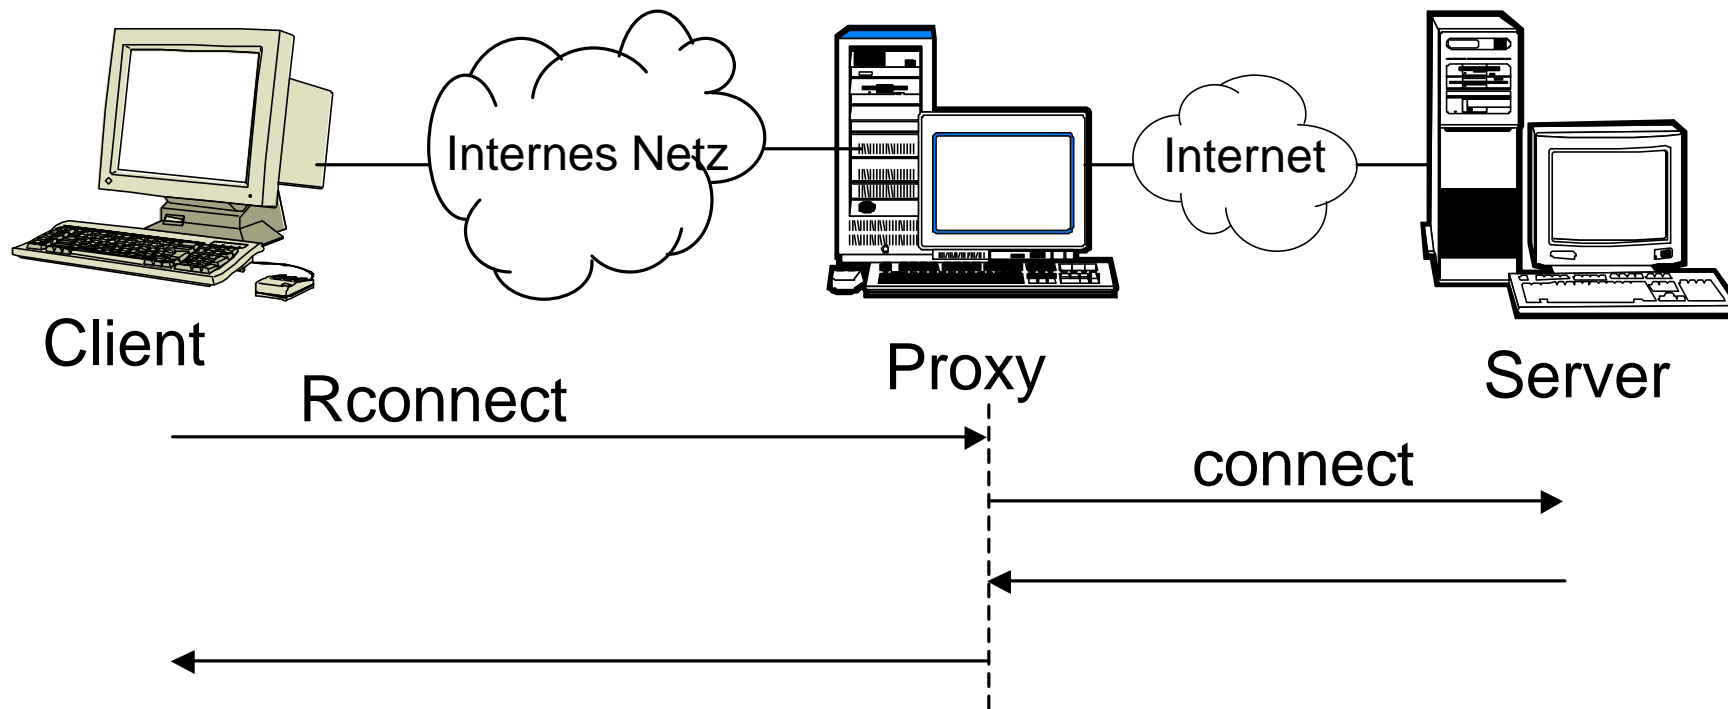 Internes Netz
Internet
Client
Proxy
Server
Rconnect
connect